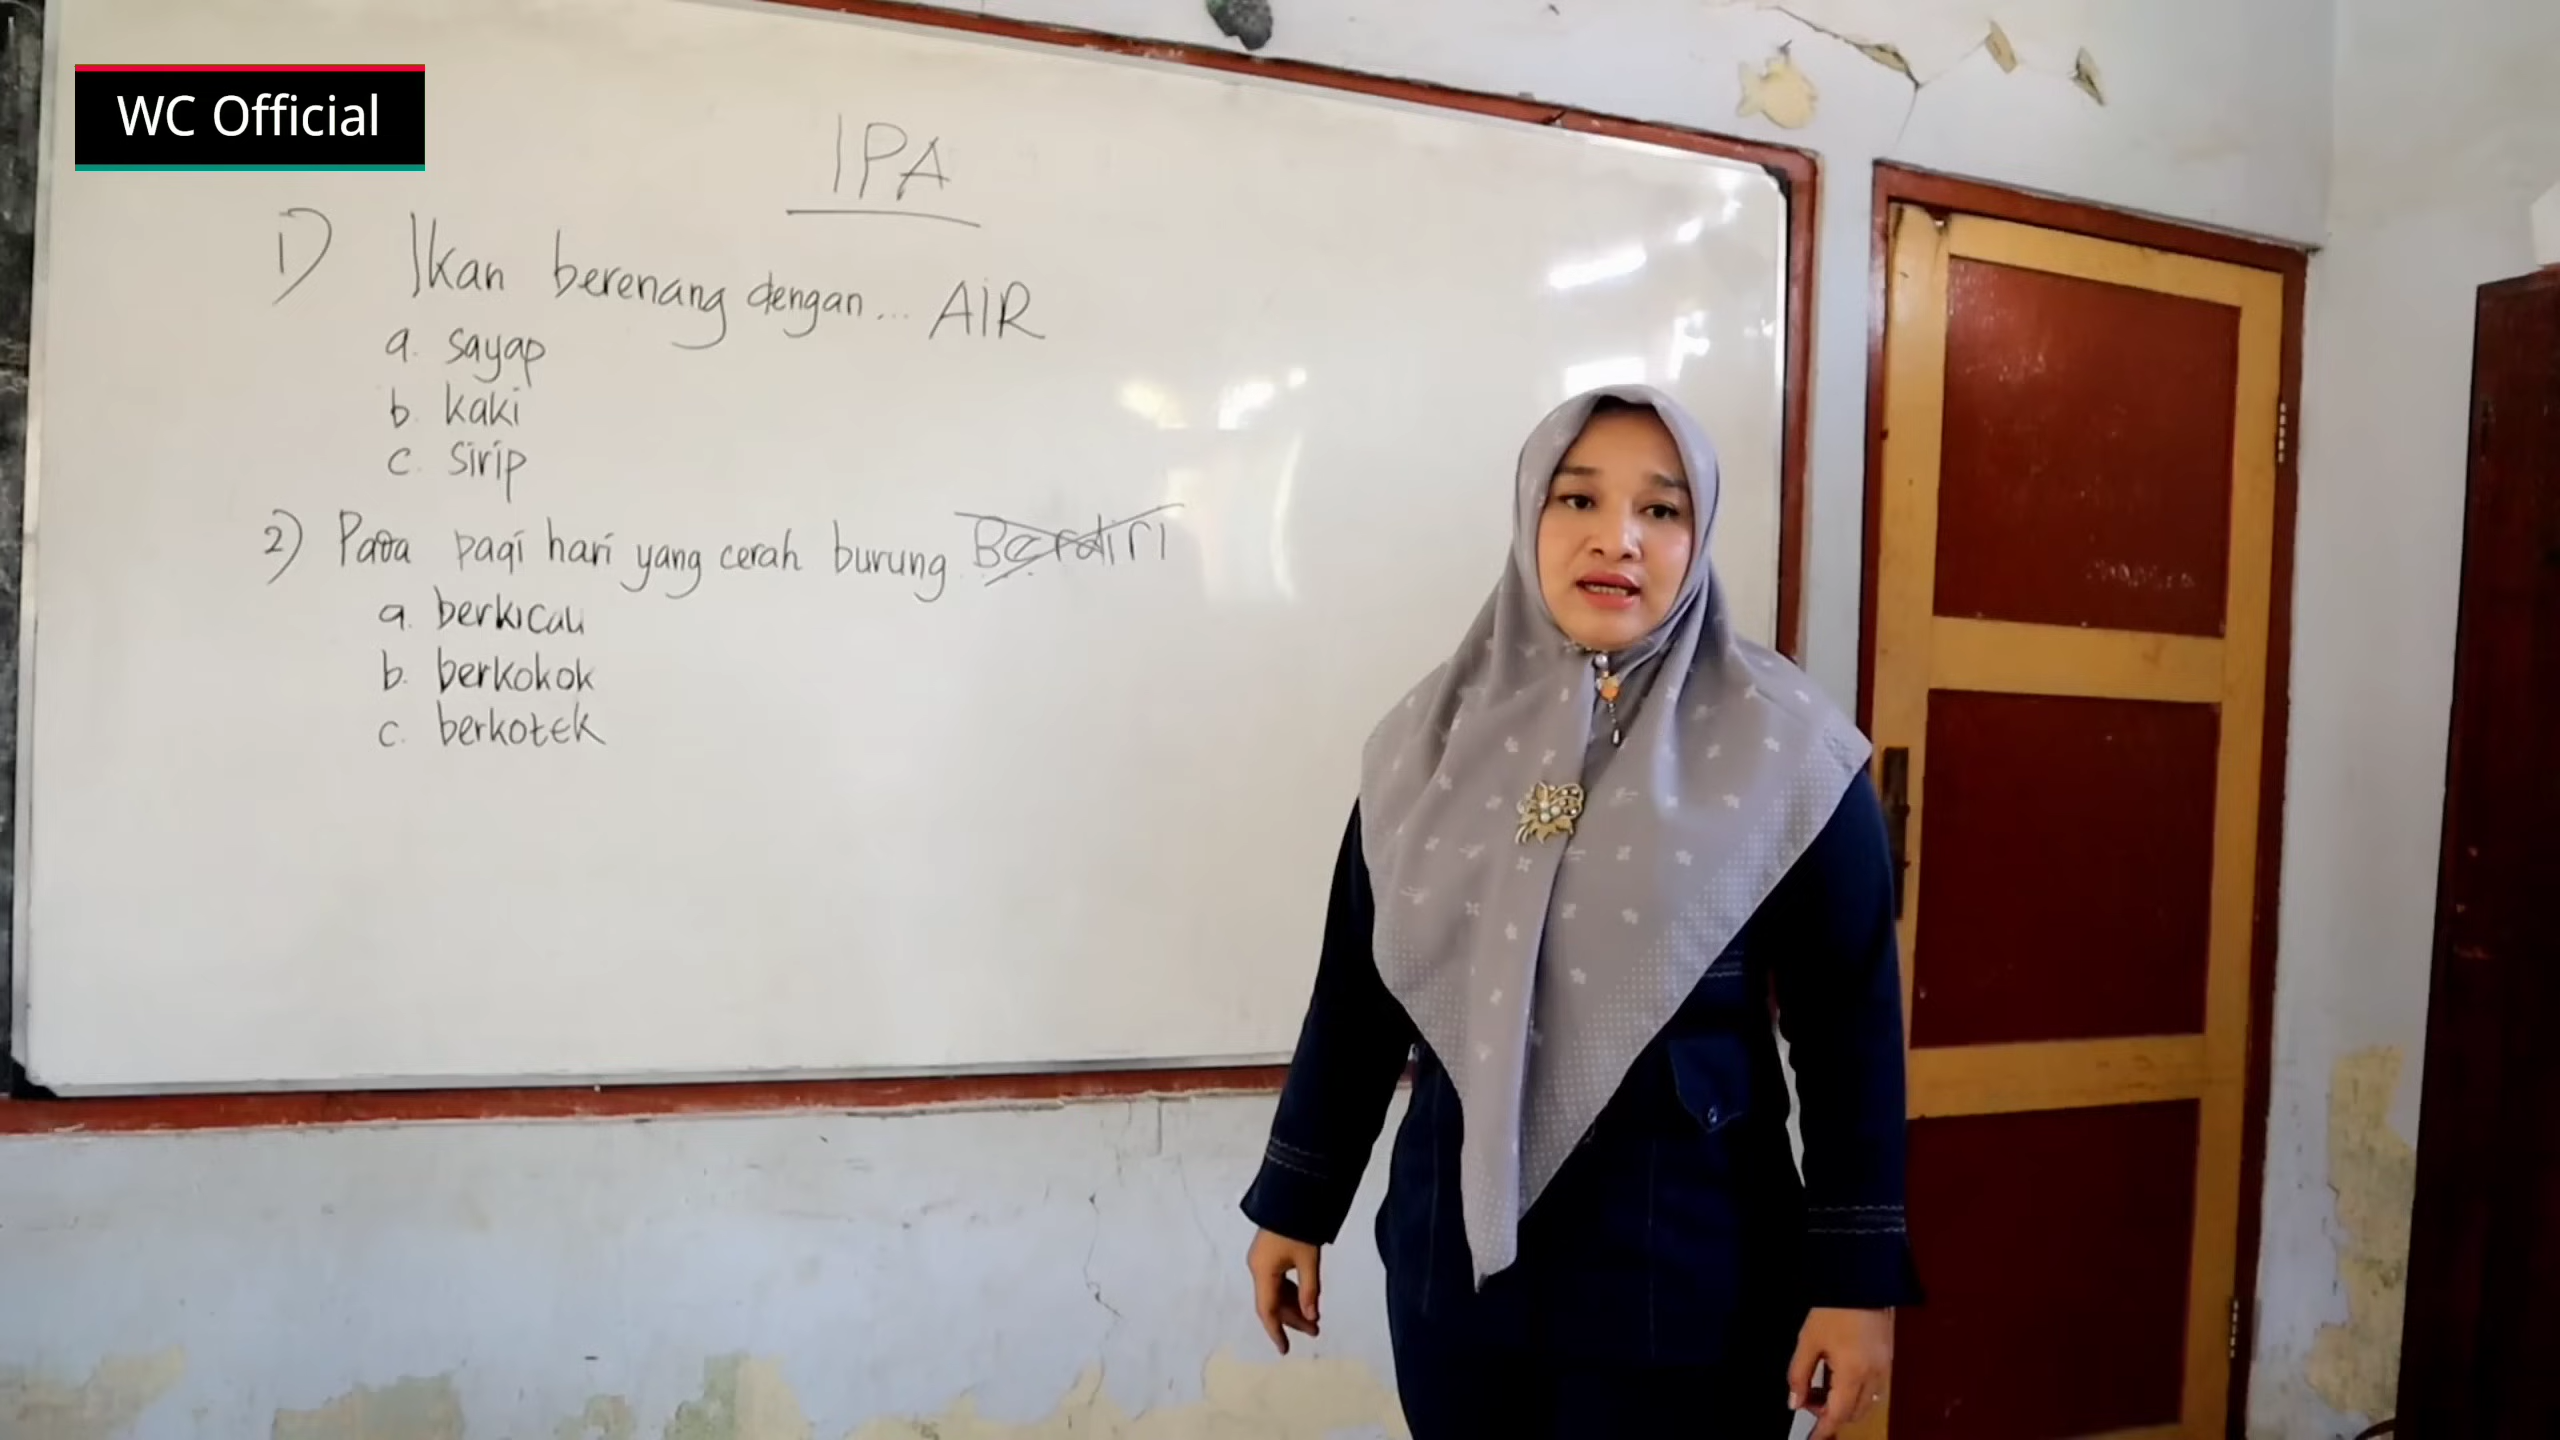 WC Official
IPA
1) Ikan berenang dengan... AIR
a. sayap
b. kaki
c. sirip
2) Pada pagi hari yang cerah burung Berdiri
a. berkicau
b. berkokok
c. berkotek